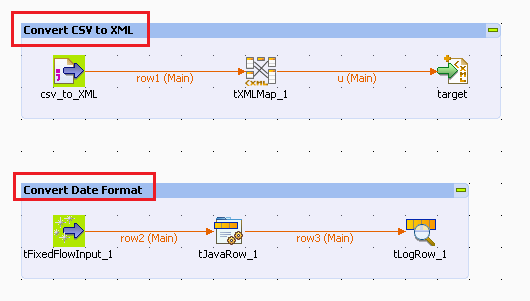 Convert CSV to XML
row1 (Main)
u (Main)
csv_to_XML
tXMLMap_1
target
Convert Date Format
row2 (Main)
row3 (Main)
tFixedFlowInput_1
tJavaRow_1
tLogRow_1